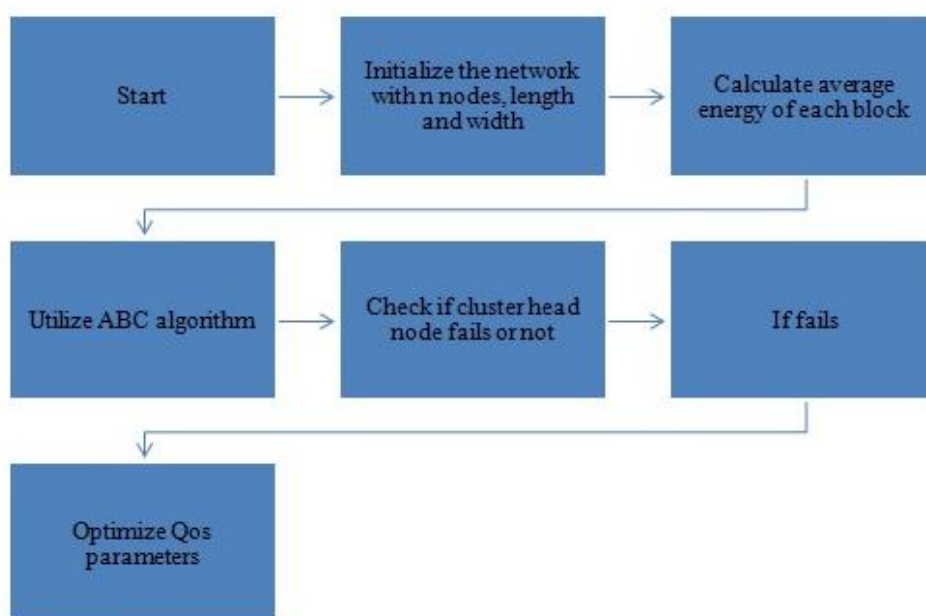 Start
Initialize the network
with n nodes, length
and width
Calculate average
energy of each block
Utilize ABC algorithm
Check if cluster head
node fails or not
If fails
Optimize Qos
parameters